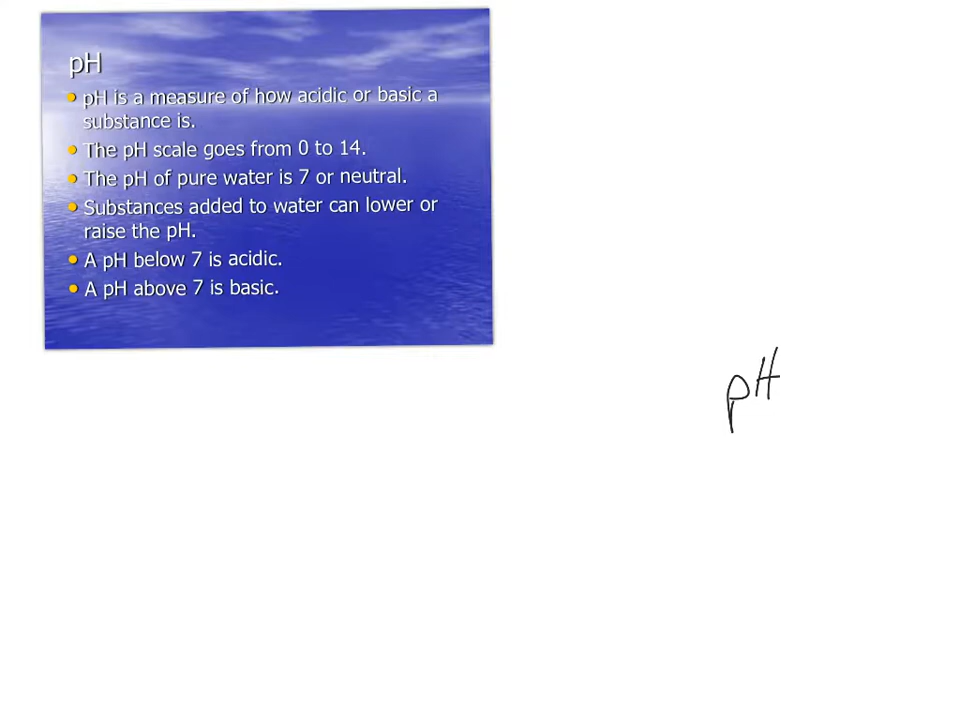 pH
• pH is a measure of how acidic or basic a
substance is.
• The pH scale goes from 0 to 14.
• The pH of pure water is 7 or neutral.
• Substances added to water can lower or
raise the pH.
• A pH below 7 is acidic.
• A pH above 7 is basic.
pH